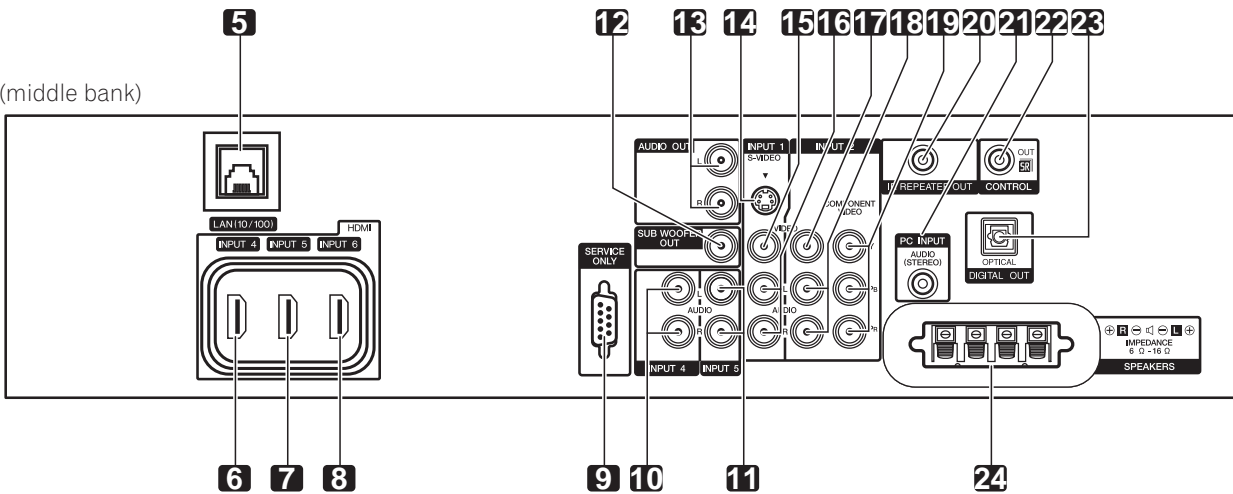 5 12 13 14 15 16 17 18 19 20 21 22 23
(middle bank)
AUDIO OUT
L
R
INPUT 1
S-VIDEO
INPUT 2
COMPONENT
VIDEO
IR REPEATER OUT
OUT
SR
CONTROL
LAN (10/100)
HDMI
INPUT 4 INPUT 5 INPUT 6
SUB WOOFER
OUT
VIDEO
Y
PB
PR
SERVICE
ONLY
L
AUDIO
R
L
AUDIO
R
INPUT 4
INPUT 5
PC INPUT
AUDIO
(STEREO)
OPTICAL
DIGITAL OUT
⊕ R ⊖ ⊖ L ⊕
IMPEDANCE
6 Ω -16 Ω
SPEAKERS
6 7 8 9 10 11 24